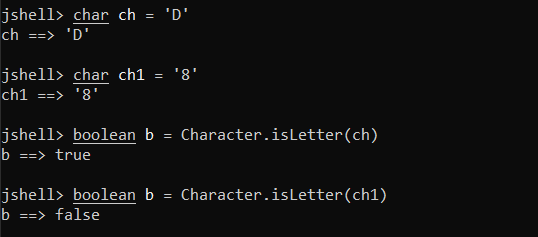 jshell> char ch = 'D'
ch ==> 'D'
jshell> char ch1 = '8'
ch1 ==> '8'
jshell> boolean b = Character.isLetter(ch)
b ==> true
jshell> boolean b = Character.isLetter(ch1)
b ==> false